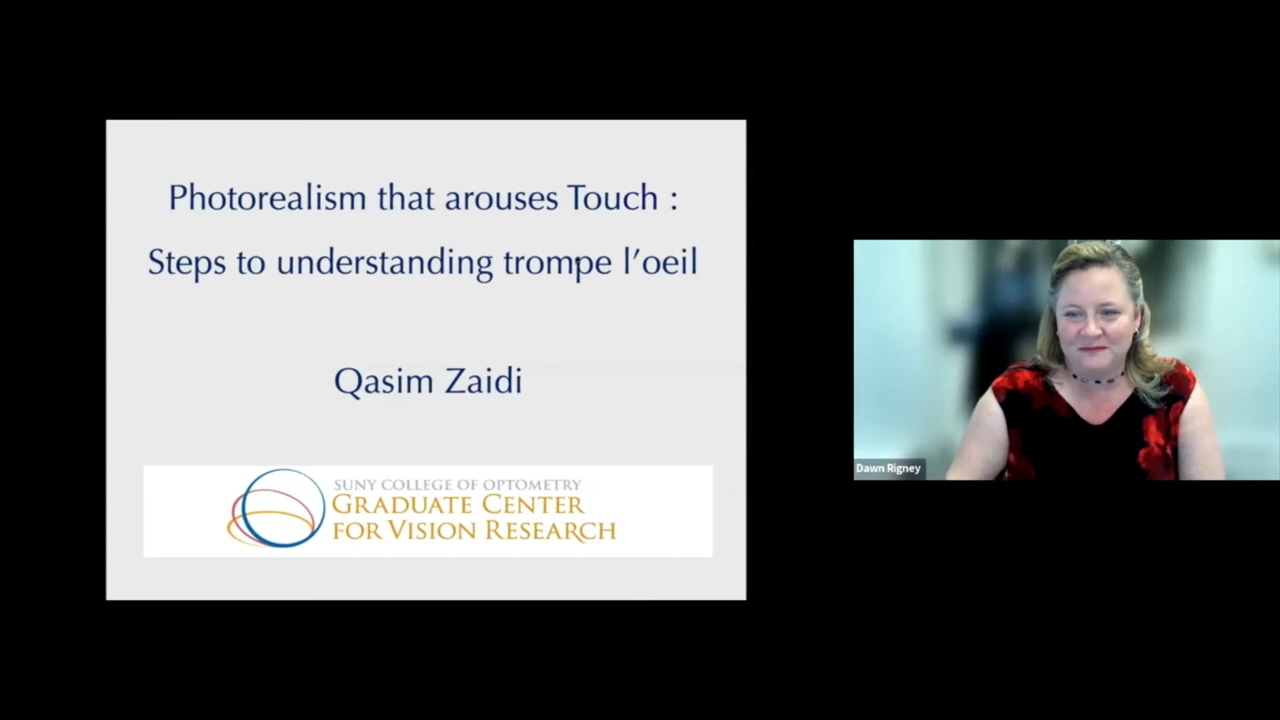 Photorealism that arouses Touch :
Steps to understanding trompe l’oeil
Qasim Zaidi
SUNY COLLEGE OF OPTOMETRY
GRADUATE CENTER
FOR VISION RESEARCH
Dawn Rigney